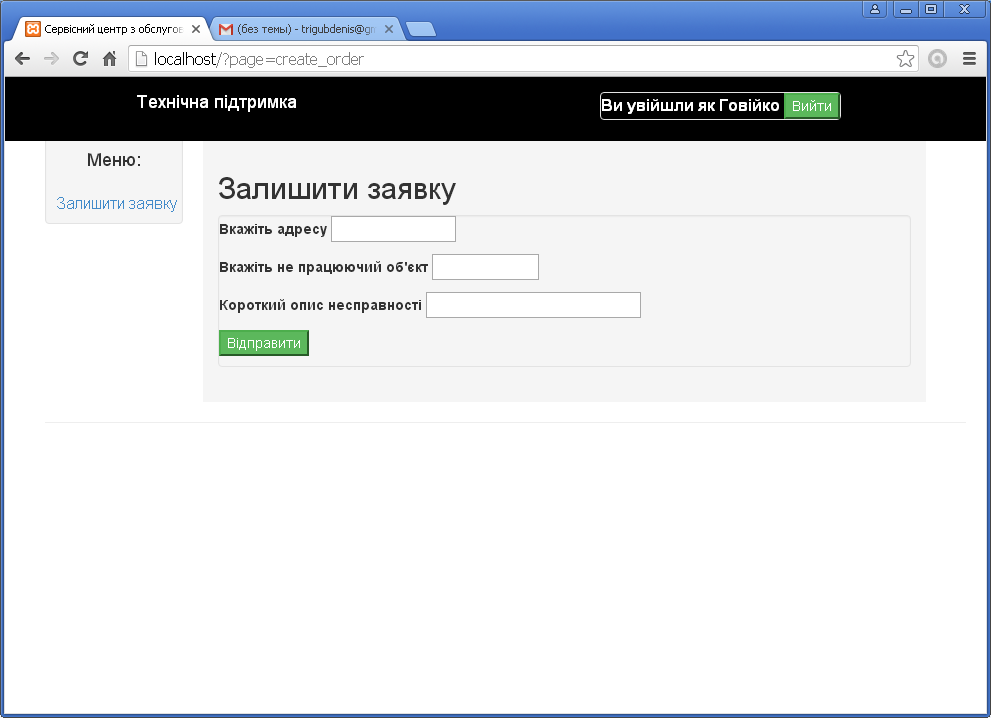 Сервісний центр з обслугов
(без темы) - trigubdenis@gm
localhost/?page=create_order
Технічна підтримка
Ви увійшли як Говійко Вийти
Меню:
Залишити заявку
Залишити заявку
Вкажіть адресу
Вкажіть не працюючий об'єкт
Короткий опис несправності
Відправити